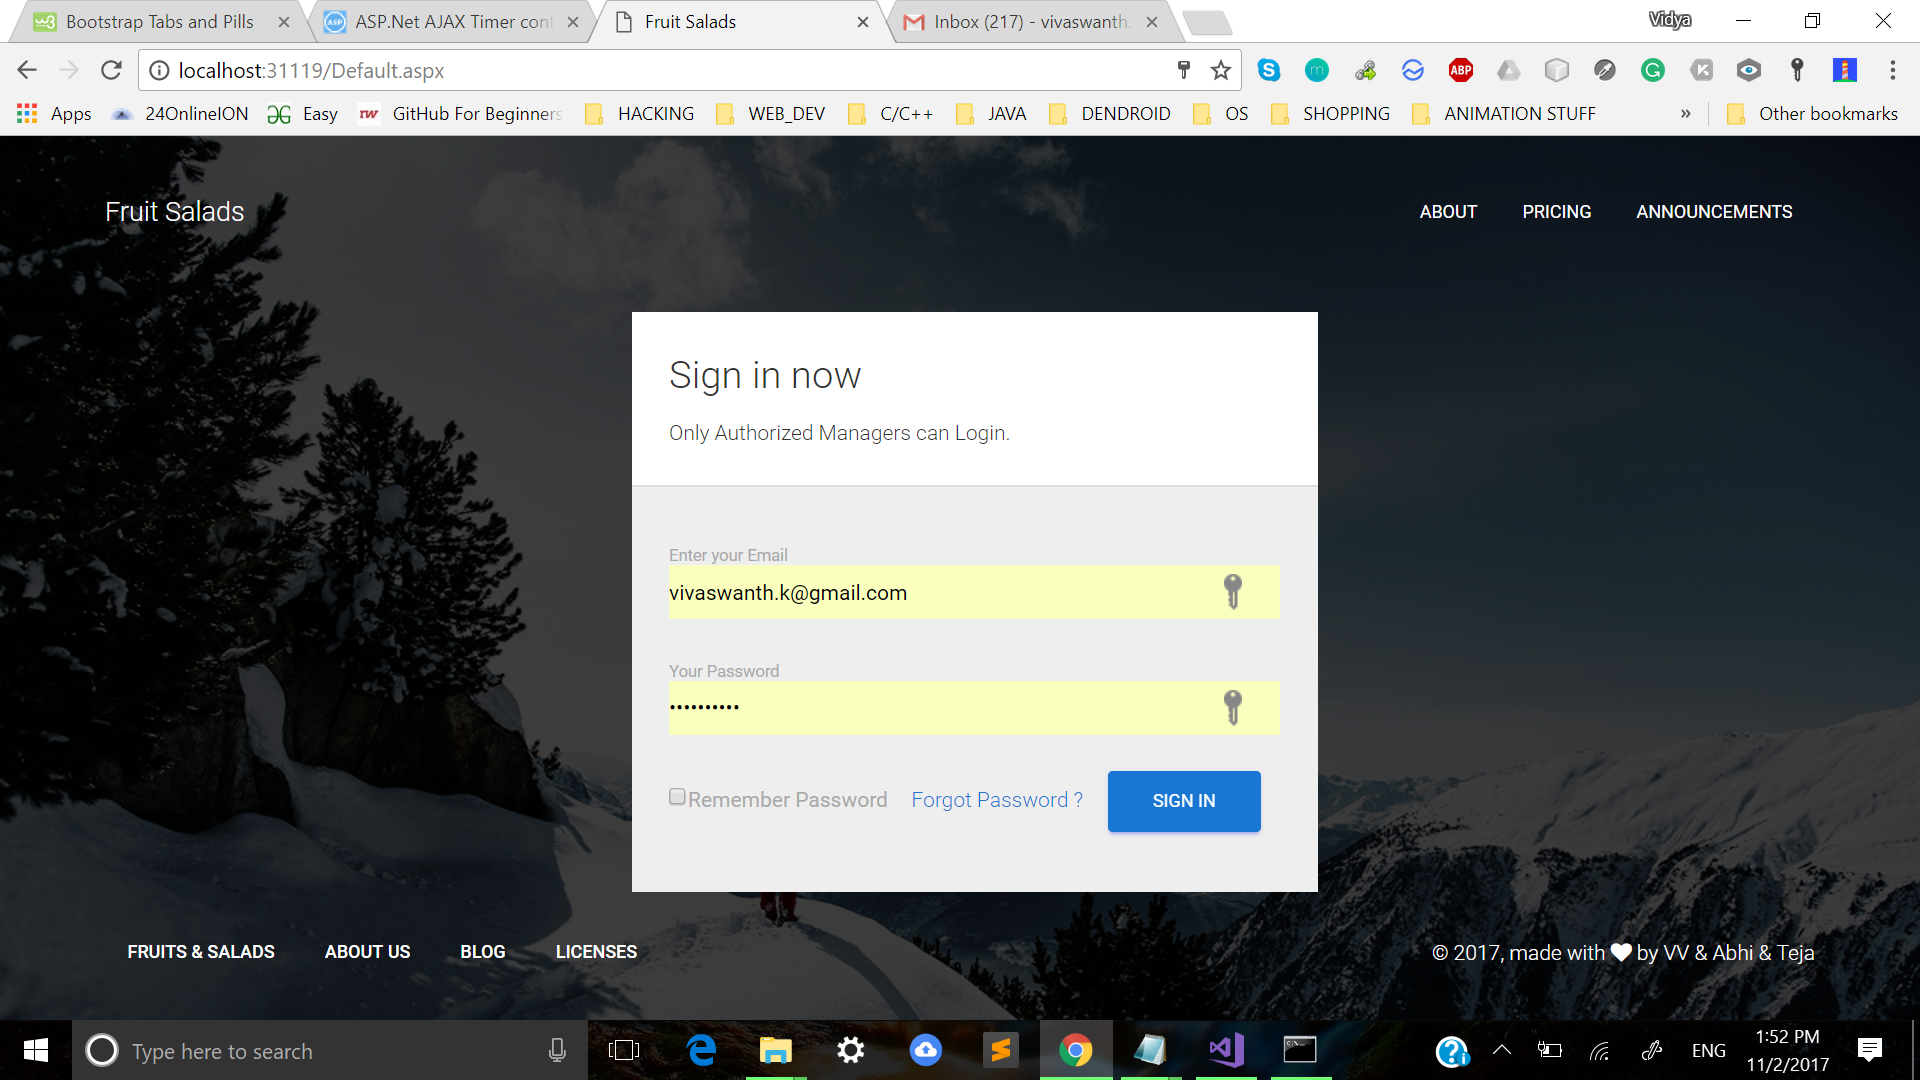 Bootstrap Tabs and Pills
ASP.Net AJAX Timer cont
Fruit Salads
Inbox (217) - vivaswanth.
Vidya
localhost:31119/Default.aspx
Apps
24OnlineION
Easy
GitHub For Beginners
HACKING
WEB_DEV
C/C++
JAVA
DENDROID
OS
SHOPPING
ANIMATION STUFF
»
Other bookmarks
Fruit Salads
ABOUT
PRICING
ANNOUNCEMENTS
Sign in now
Only Authorized Managers can Login.
Enter your Email
vivaswanth.k@gmail.com
Your Password
••••••••••
Remember Password
Forgot Password ?
SIGN IN
FRUITS & SALADS
ABOUT US
BLOG
LICENSES
© 2017, made with ♥ by VV & Abhi & Teja
Type here to search
ENG
1:52 PM
11/2/2017